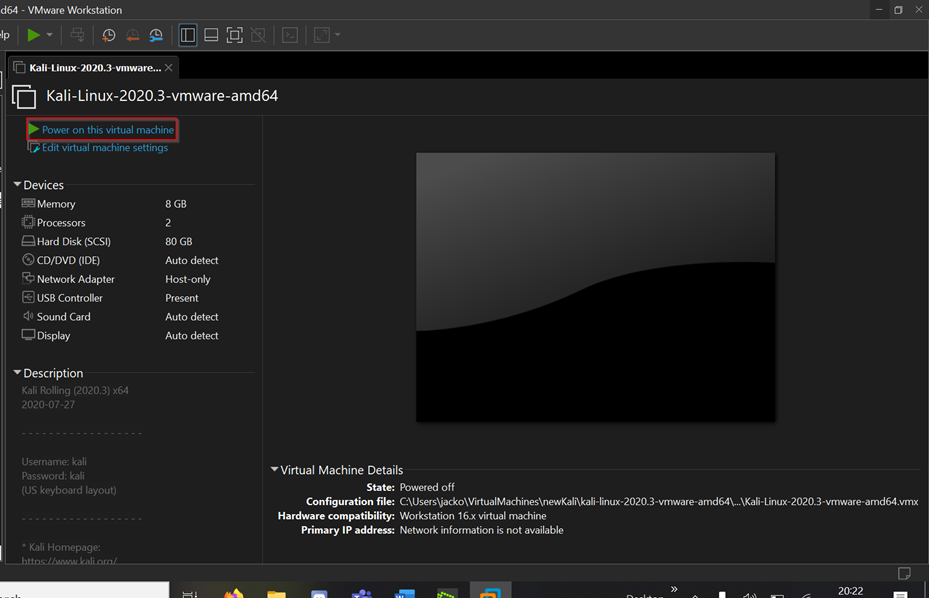 d64 - VMware Workstation
lp
Kali-Linux-2020.3-vmware...
Kali-Linux-2020.3-vmware-amd64
Power on this virtual machine
Edit virtual machine settings
Devices
Memory 8 GB
Processors 2
Hard Disk (SCSI) 80 GB
CD/DVD (IDE) Auto detect
Network Adapter Host-only
USB Controller Present
Sound Card Auto detect
Display Auto detect
Description
Kali Rolling (2020.3) x64
2020-07-27
- - - - - - - - - - - - - - - - - -
Username: kali
Password: kali
(US keyboard layout)
- - - - - - - - - - - - - - - - - -
* Kali Homepage:
https://www.kali.org/
Virtual Machine Details
State: Powered off
Configuration file: C:\Users\jacko\VirtualMachines\newKali\kali-linux-2020.3-vmware-amd64\...\Kali-Linux-2020.3-vmware-amd64.vmx
Hardware compatibility: Workstation 16.x virtual machine
Primary IP address: Network information is not available
Desktop
20:22